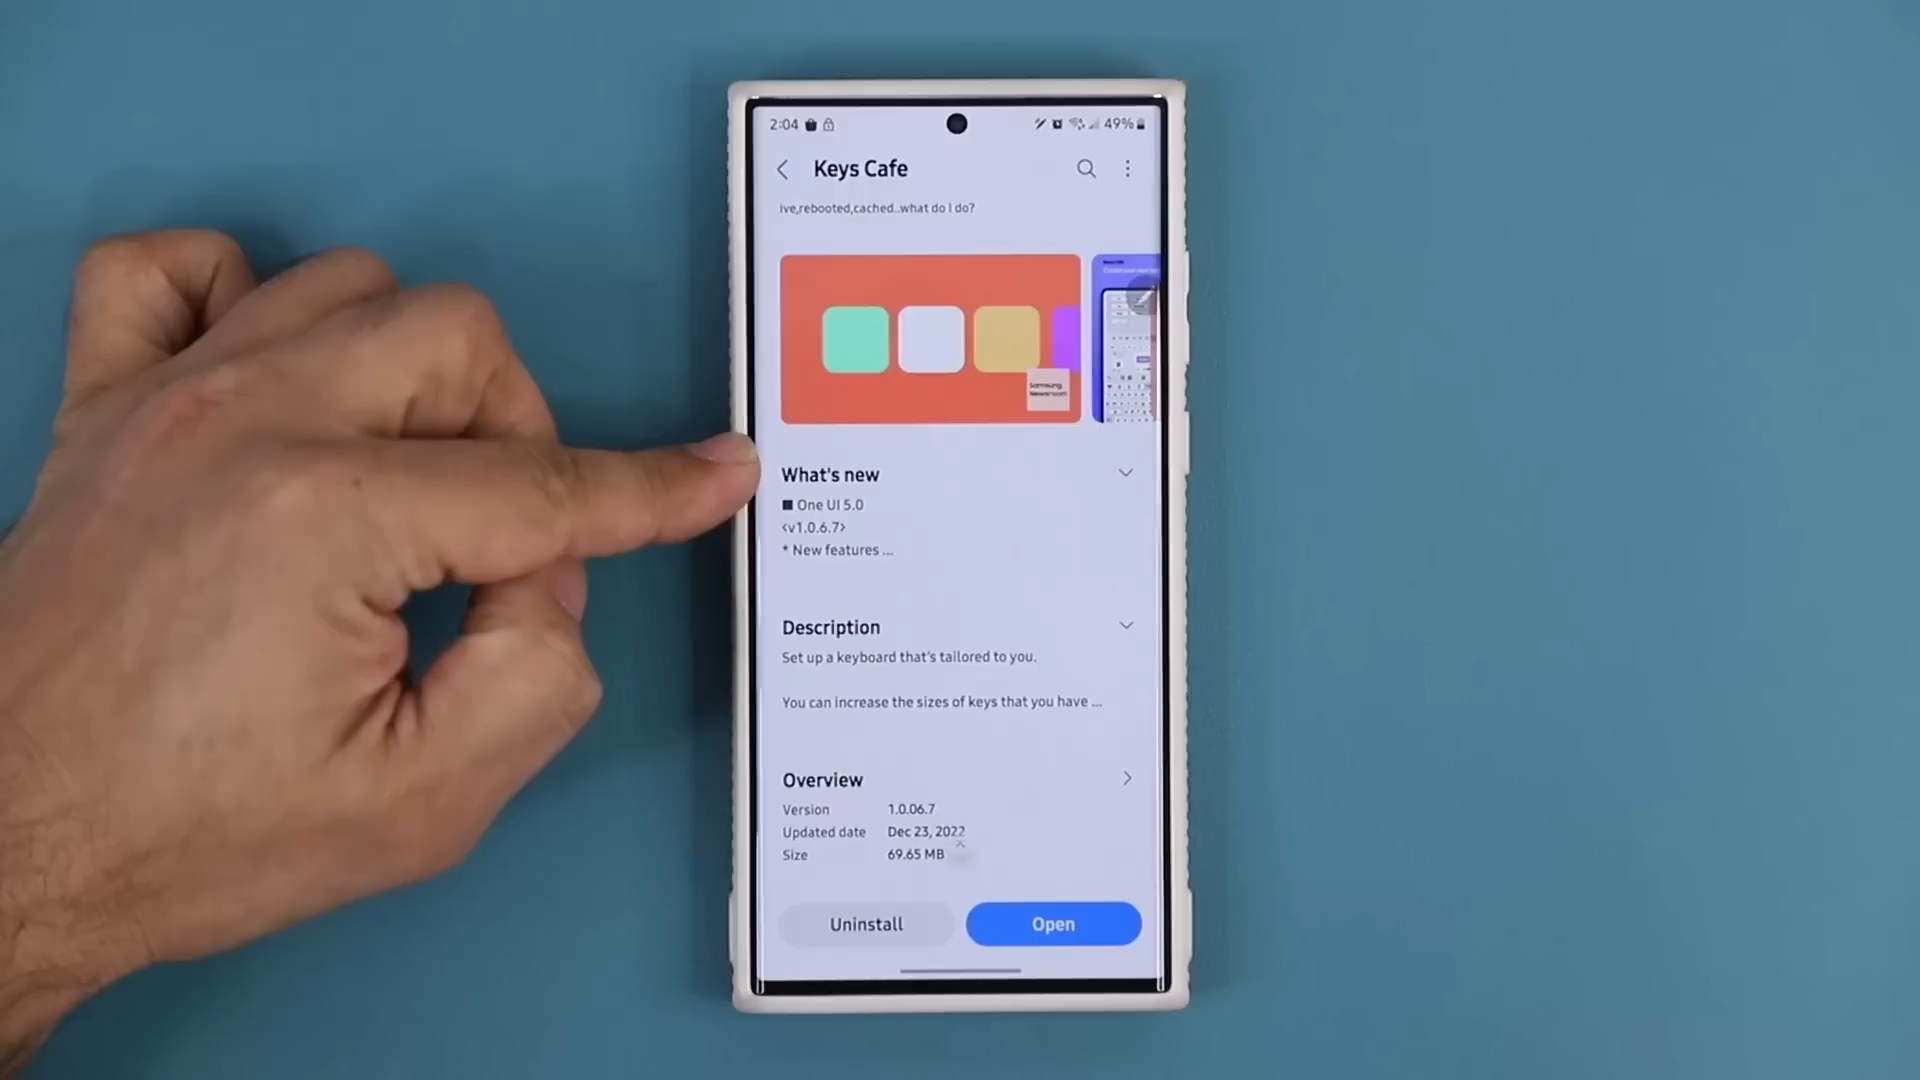 2:04
49%
Keys Cafe
ive,rebooted,cached..what do I do?
Samsung
Newsroom
What's new
■ One UI 5.0
<v1.0.6.7>
* New features ...
Description
Set up a keyboard that's tailored to you.
You can increase the sizes of keys that you have ...
Overview
Version 1.0.06.7
Updated date Dec 23, 2022
Size 69.65 MB
Uninstall
Open